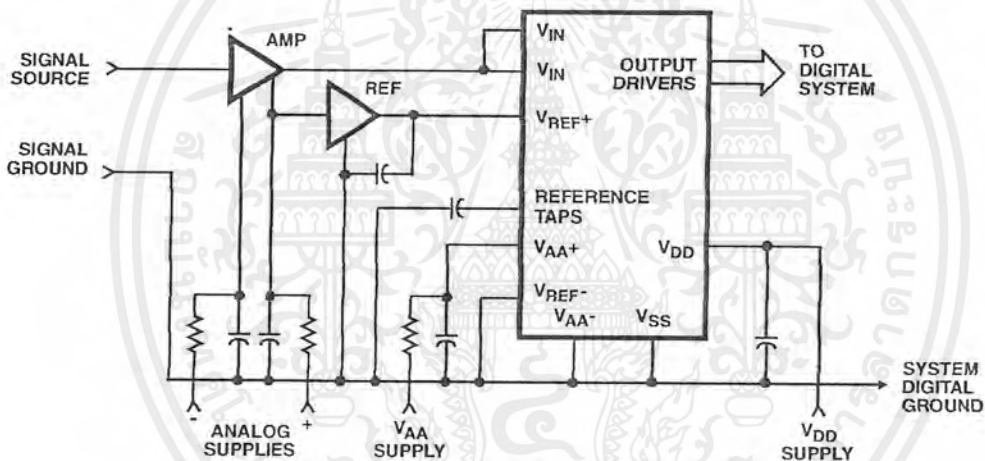 AMP
SIGNAL
SOURCE
V_IN
V_IN
OUTPUT
DRIVERS
TO
DIGITAL
SYSTEM
REF
V_REF+
SIGNAL
GROUND
REFERENCE
TAPS
V_AA+
V_DD
V_REF-
V_AA-
V_SS
SYSTEM
DIGITAL
GROUND
-
ANALOG
SUPPLIES
+
V_AA
SUPPLY
V_DD
SUPPLY